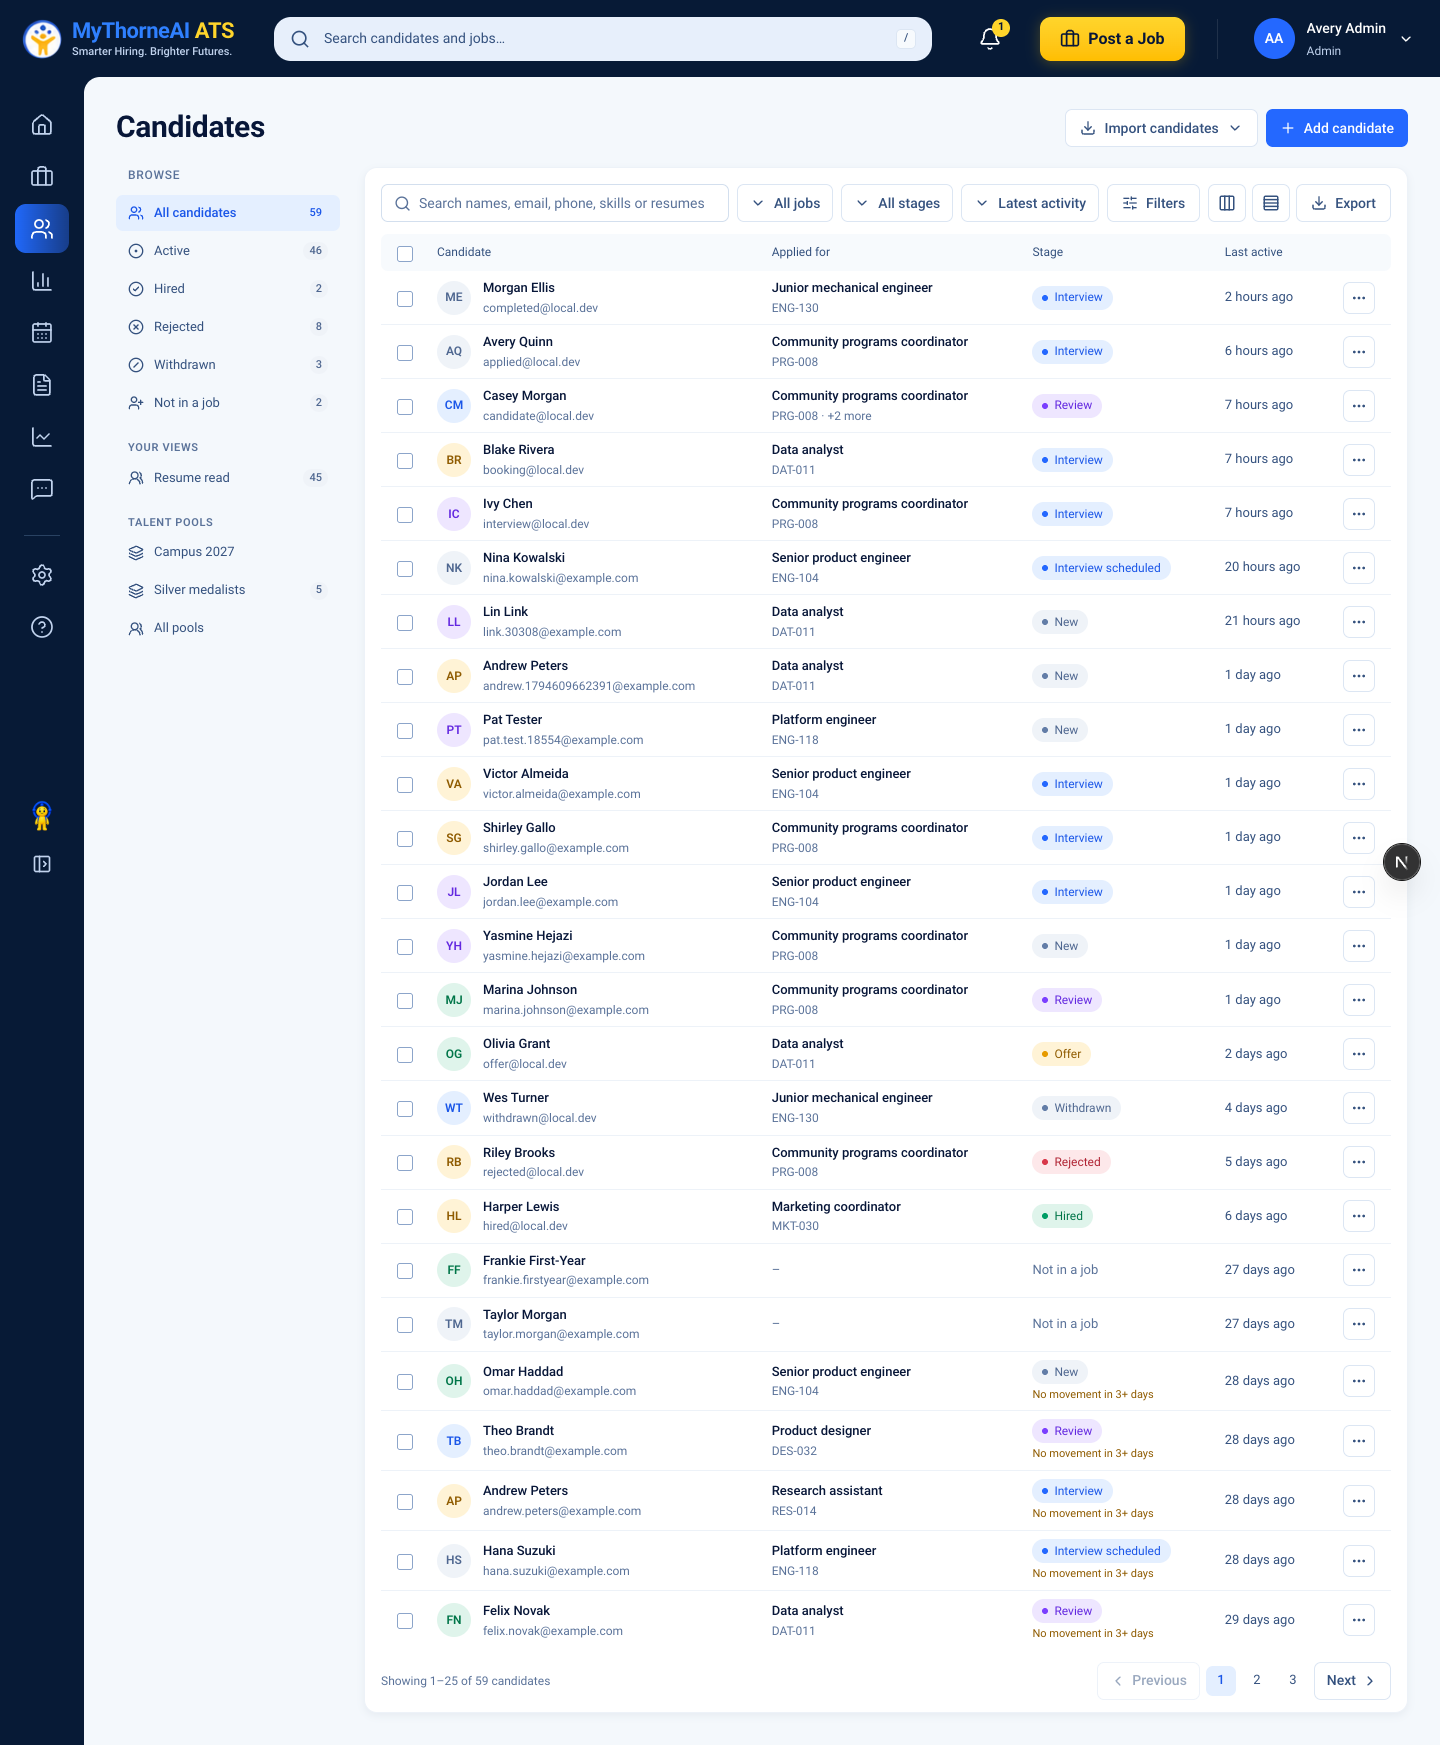 MyThorneAI ATS
Smarter Hiring. Brighter Futures.
Search candidates and jobs...
/
1
Post a Job
AA
Avery Admin
Admin
Candidates
Import candidates
Add candidate
BROWSE
All candidates 59
Active 46
Hired 2
Rejected 8
Withdrawn 3
Not in a job 2
YOUR VIEWS
Resume read 45
TALENT POOLS
Campus 2027
Silver medalists 5
All pools
Search names, email, phone, skills or resumes
All jobs
All stages
Latest activity
Filters
Export
Candidate Applied for Stage Last active
ME Morgan Ellis Junior mechanical engineer Interview 2 hours ago
completed@local.dev ENG-130
AQ Avery Quinn Community programs coordinator Interview 6 hours ago
applied@local.dev PRG-008
CM Casey Morgan Community programs coordinator Review 7 hours ago
candidate@local.dev PRG-008 · +2 more
BR Blake Rivera Data analyst Interview 7 hours ago
booking@local.dev DAT-011
IC Ivy Chen Community programs coordinator Interview 7 hours ago
interview@local.dev PRG-008
NK Nina Kowalski Senior product engineer Interview scheduled 20 hours ago
nina.kowalski@example.com ENG-104
LL Lin Link Data analyst New 21 hours ago
link.30308@example.com DAT-011
AP Andrew Peters Data analyst New 1 day ago
andrew.1794609662391@example.com DAT-011
PT Pat Tester Platform engineer New 1 day ago
pat.test.18554@example.com ENG-118
VA Victor Almeida Senior product engineer Interview 1 day ago
victor.almeida@example.com ENG-104
SG Shirley Gallo Community programs coordinator Interview 1 day ago
shirley.gallo@example.com PRG-008
JL Jordan Lee Senior product engineer Interview 1 day ago
jordan.lee@example.com ENG-104
YH Yasmine Hejazi Community programs coordinator New 1 day ago
yasmine.hejazi@example.com PRG-008
MJ Marina Johnson Community programs coordinator Review 1 day ago
marina.johnson@example.com PRG-008
OG Olivia Grant Data analyst Offer 2 days ago
offer@local.dev DAT-011
WT Wes Turner Junior mechanical engineer Withdrawn 4 days ago
withdrawn@local.dev ENG-130
RB Riley Brooks Community programs coordinator Rejected 5 days ago
rejected@local.dev PRG-008
HL Harper Lewis Marketing coordinator Hired 6 days ago
hired@local.dev MKT-030
FF Frankie First-Year – Not in a job 27 days ago
frankie.firstyear@example.com
TM Taylor Morgan – Not in a job 27 days ago
taylor.morgan@example.com
OH Omar Haddad Senior product engineer New 28 days ago
omar.haddad@example.com ENG-104 No movement in 3+ days
TB Theo Brandt Product designer Review 28 days ago
theo.brandt@example.com DES-032 No movement in 3+ days
AP Andrew Peters Research assistant Interview 28 days ago
andrew.peters@example.com RES-014 No movement in 3+ days
HS Hana Suzuki Platform engineer Interview scheduled 28 days ago
hana.suzuki@example.com ENG-118 No movement in 3+ days
FN Felix Novak Data analyst Review 29 days ago
felix.novak@example.com DAT-011 No movement in 3+ days
N
Showing 1–25 of 59 candidates
Previous 1 2 3 Next